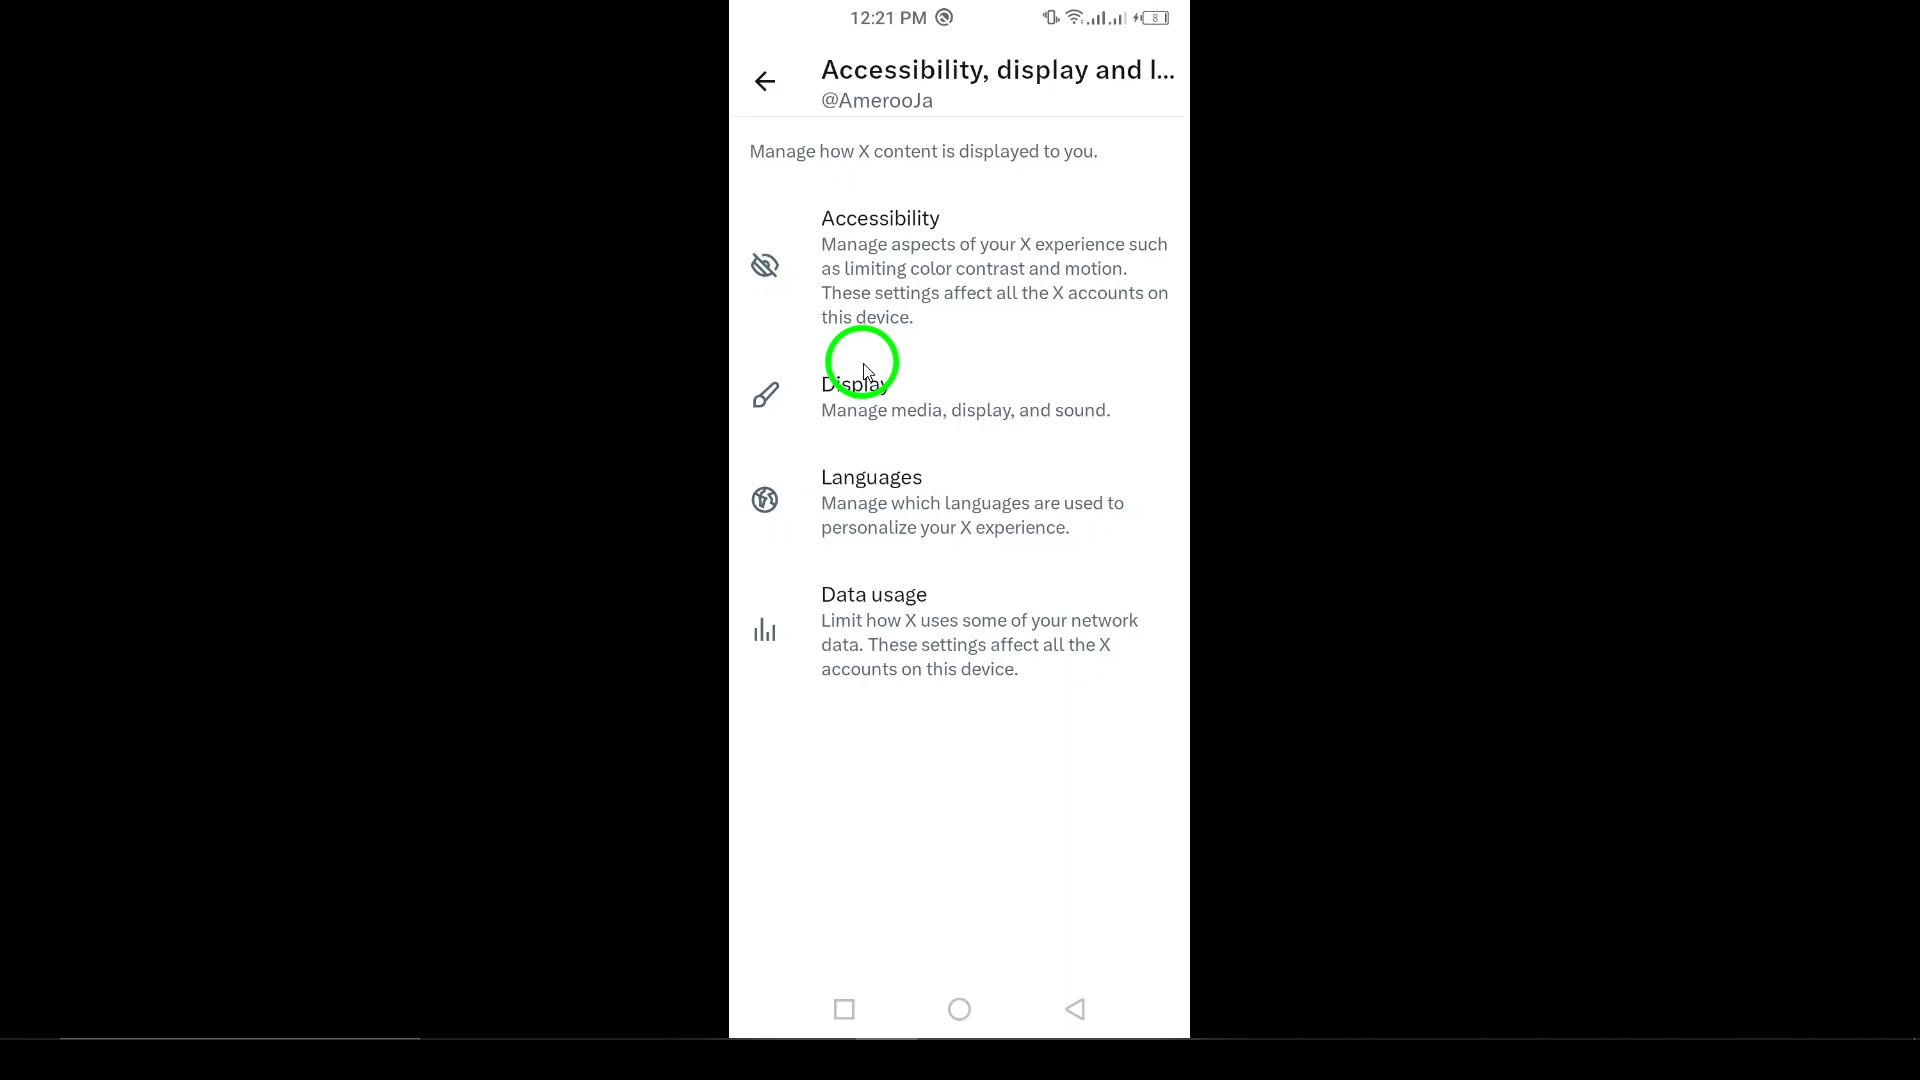 12:21 PM 8
Accessibility, display and l...
@AmerooJa
Manage how X content is displayed to you.
Accessibility
Manage aspects of your X experience such
as limiting color contrast and motion.
These settings affect all the X accounts on
this device.
Display
Manage media, display, and sound.
Languages
Manage which languages are used to
personalize your X experience.
Data usage
Limit how X uses some of your network
data. These settings affect all the X
accounts on this device.